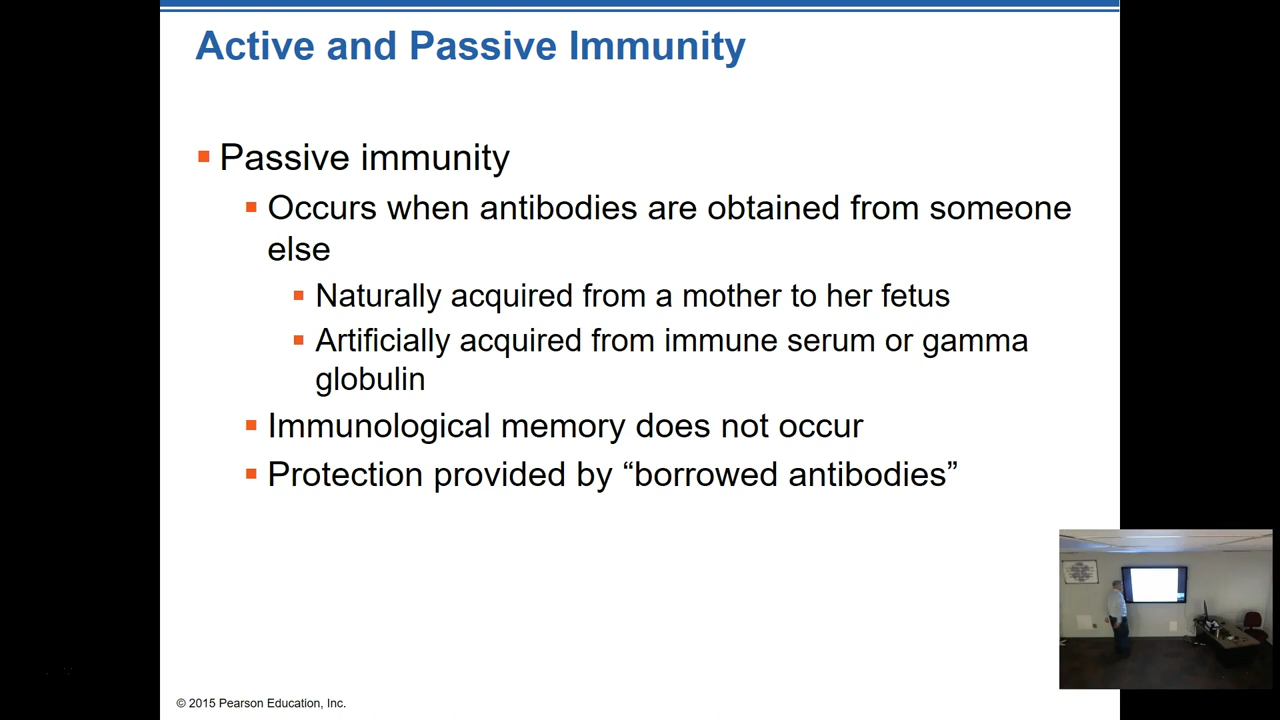 Active and Passive Immunity
Passive immunity
Occurs when antibodies are obtained from someone
else
Naturally acquired from a mother to her fetus
Artificially acquired from immune serum or gamma
globulin
Immunological memory does not occur
Protection provided by “borrowed antibodies”
© 2015 Pearson Education, Inc.